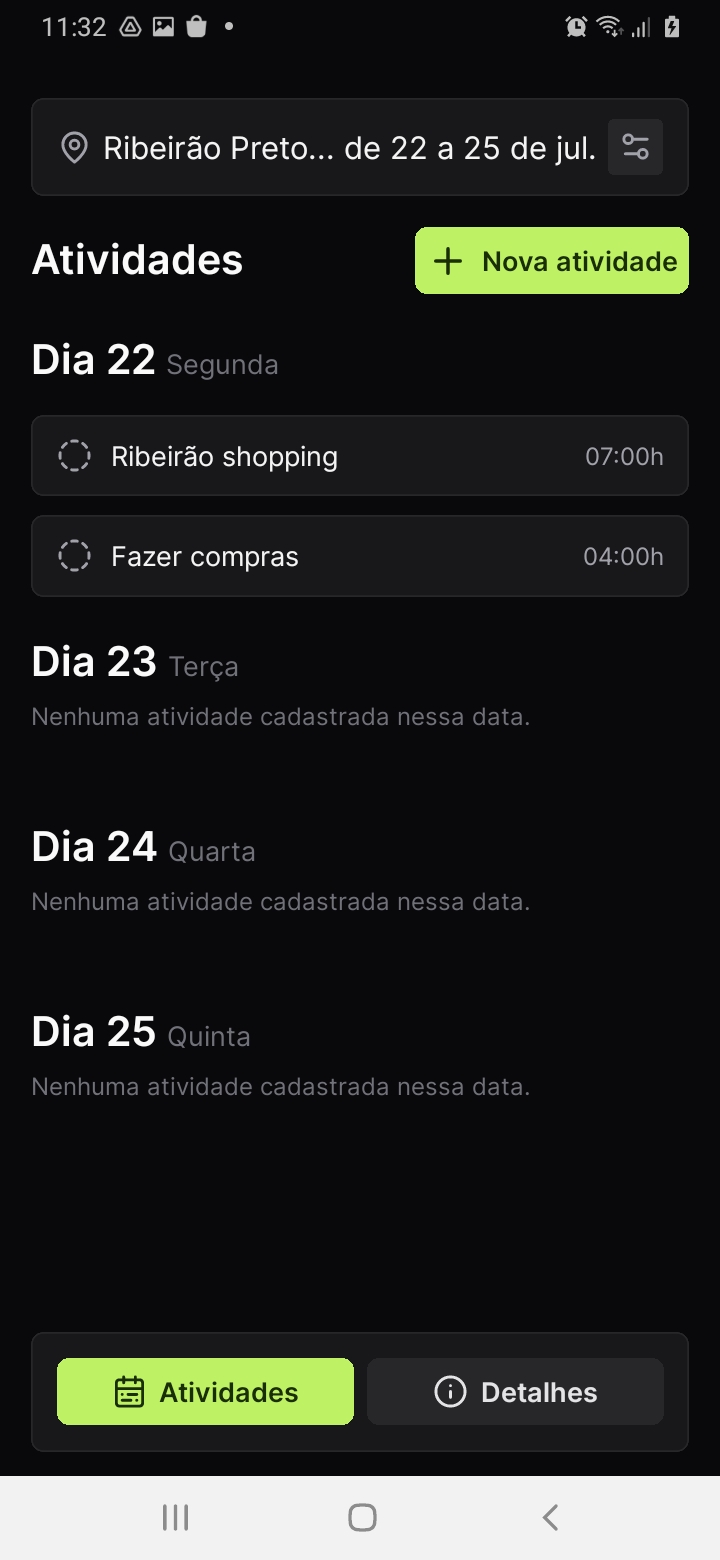 11:32
Ribeirão Preto... de 22 a 25 de jul.
Atividades
Nova atividade
Dia 22 Segunda
Ribeirão shopping 07:00h
Fazer compras 04:00h
Dia 23 Terça
Nenhuma atividade cadastrada nessa data.
Dia 24 Quarta
Nenhuma atividade cadastrada nessa data.
Dia 25 Quinta
Nenhuma atividade cadastrada nessa data.
Atividades
Detalhes